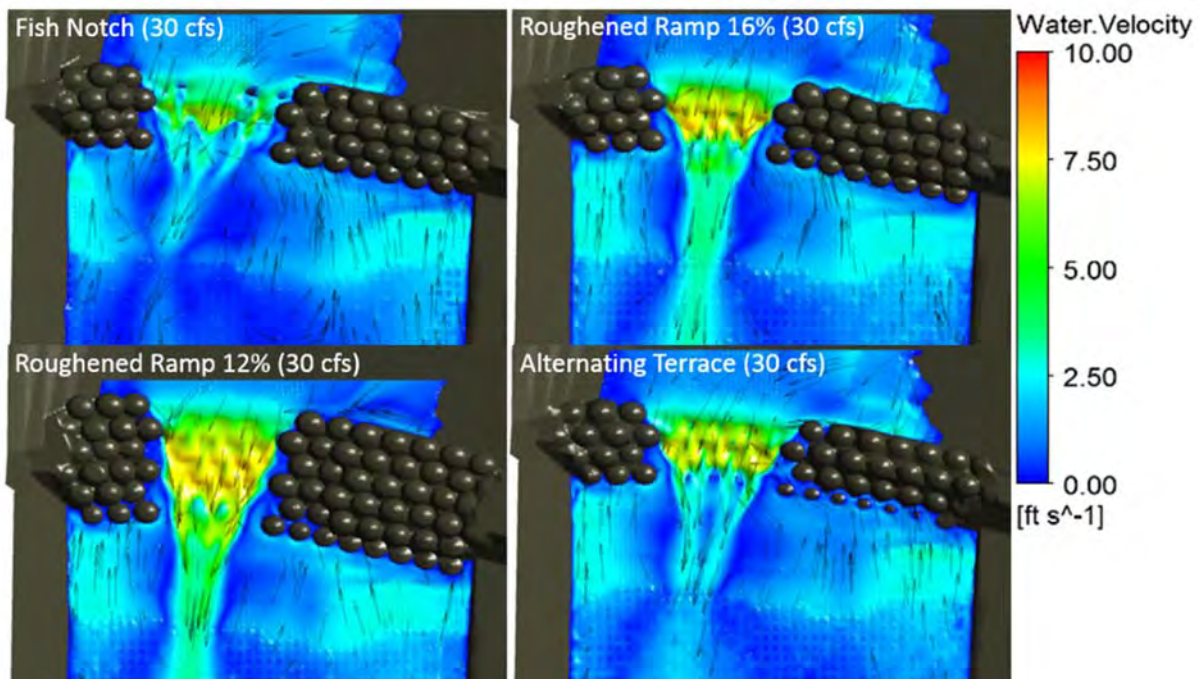 Fish Notch (30 cfs)
Roughened Ramp 16% (30 cfs)
Water.Velocity
10.00
7.50
5.00
2.50
0.00
[ft s^-1]
Roughened Ramp 12% (30 cfs)
Alternating Terrace (30 cfs)